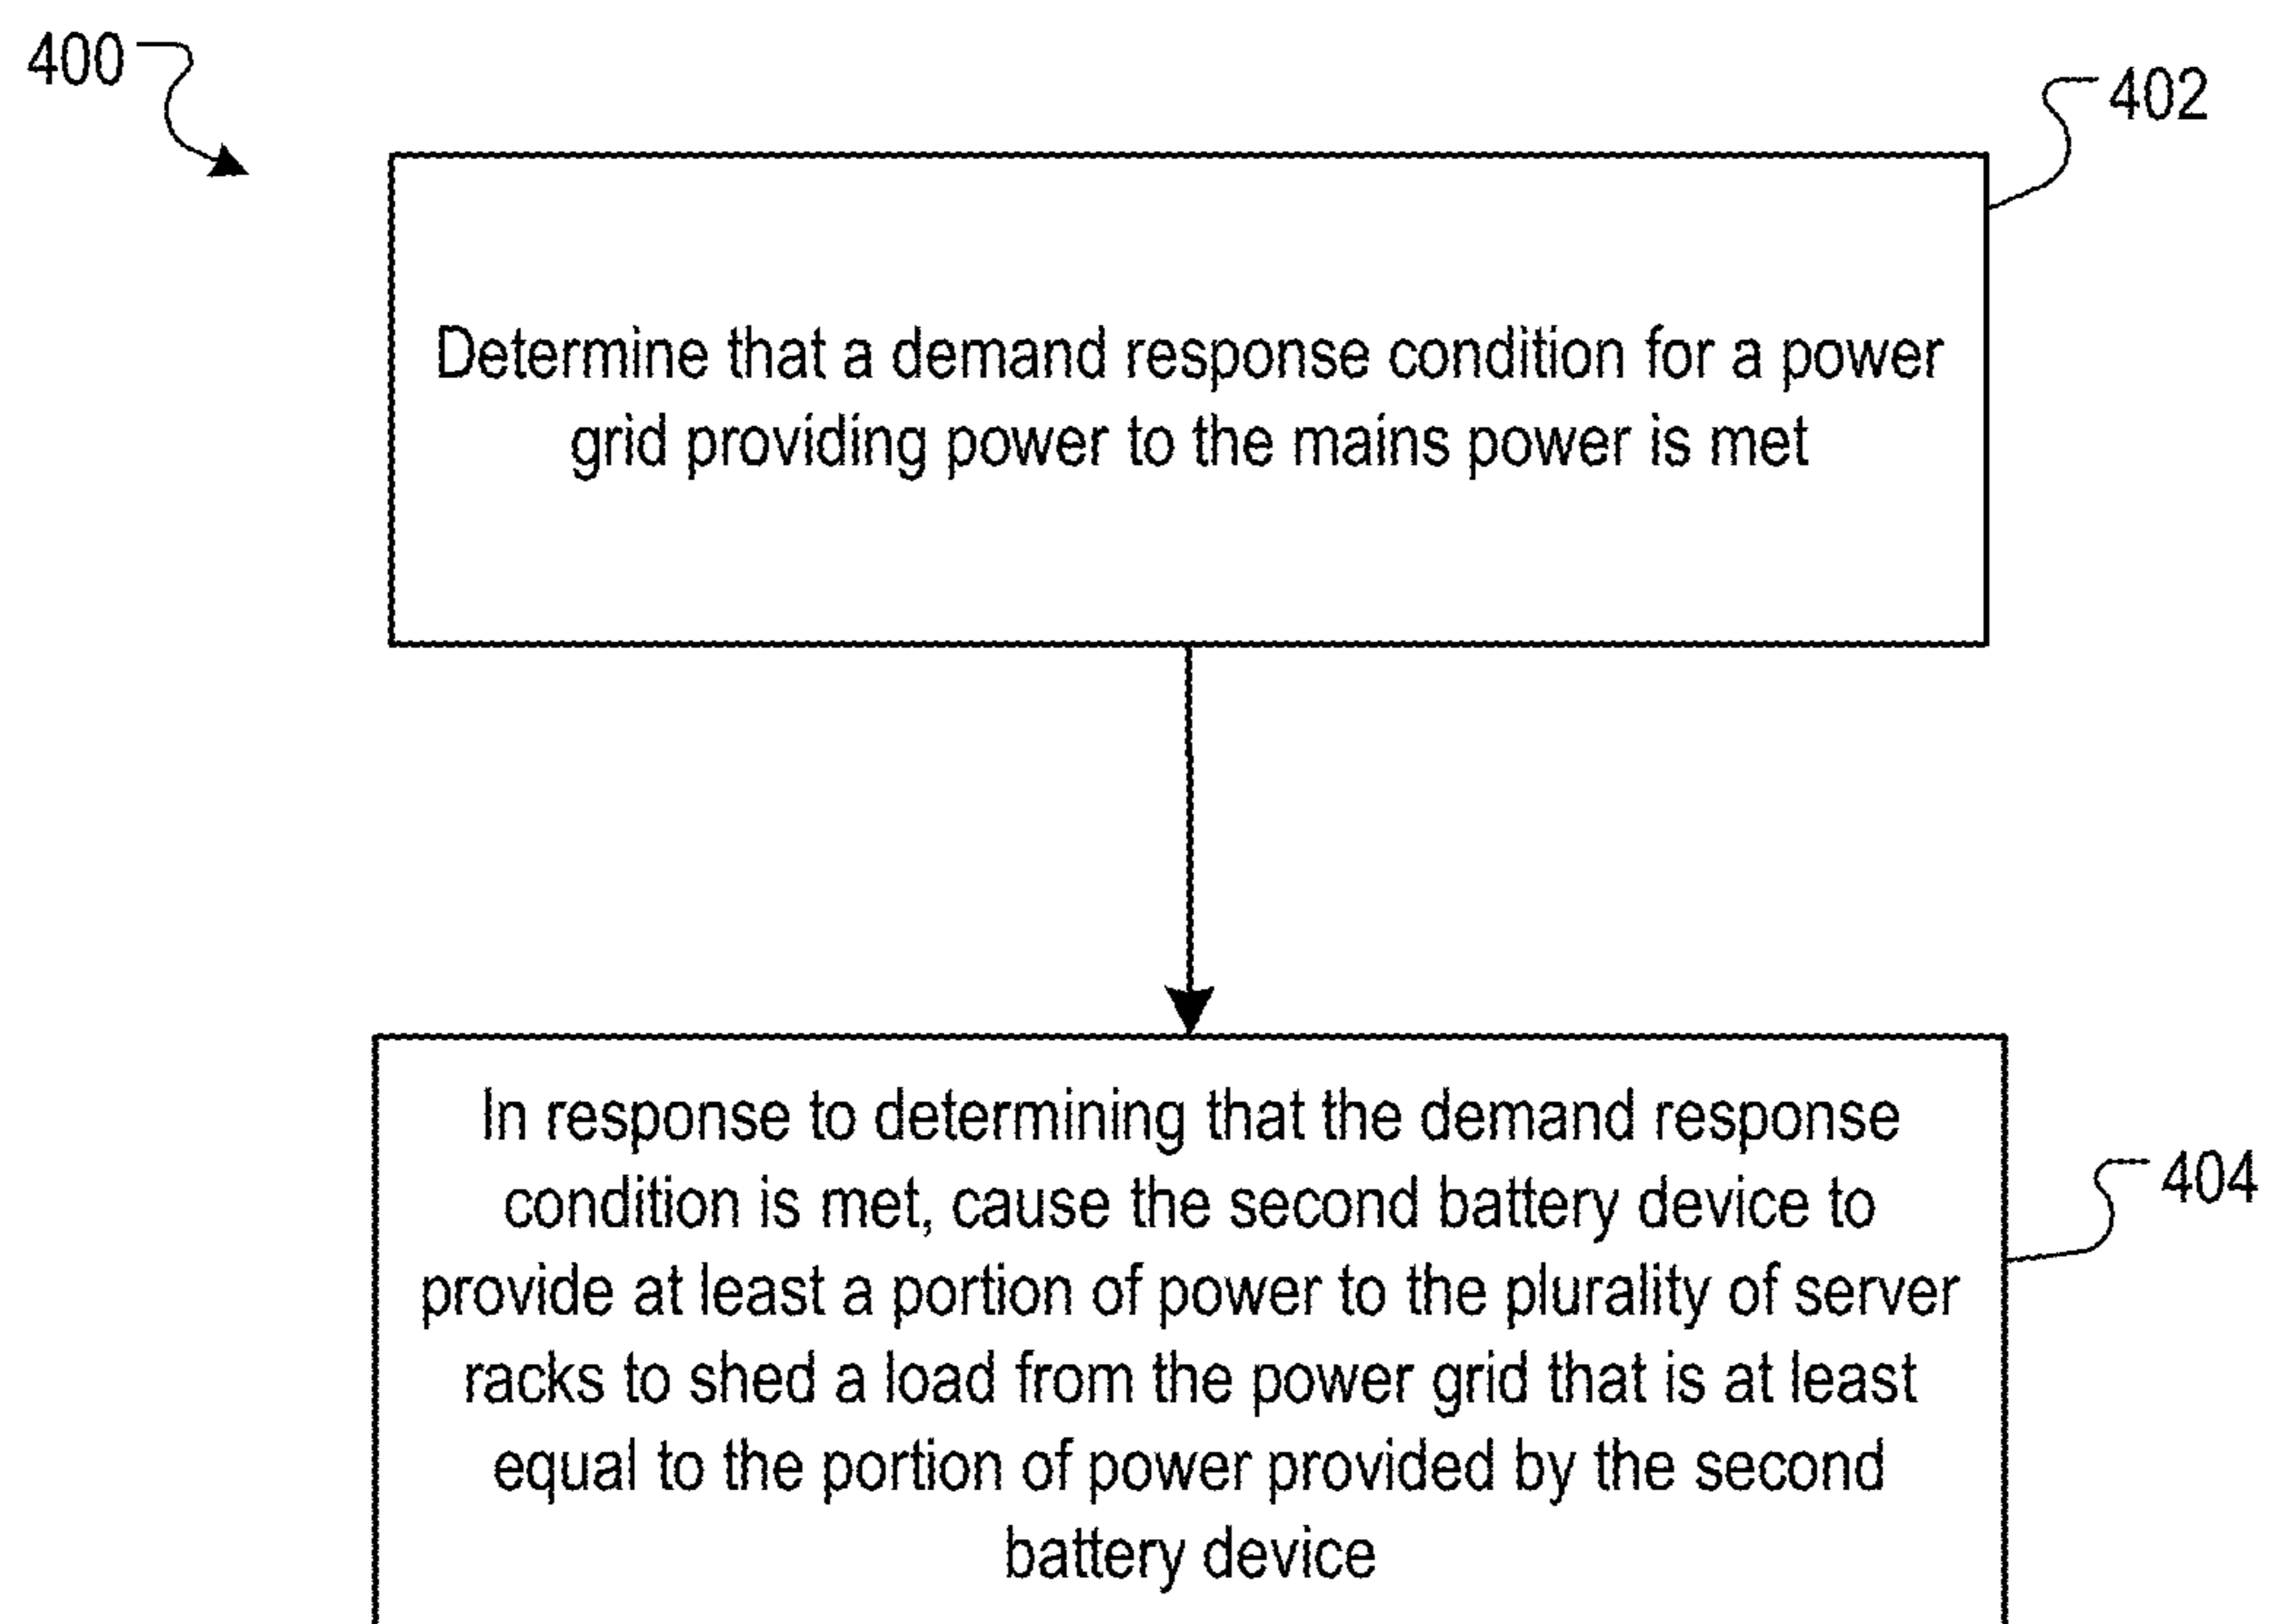 400
402
Determine that a demand response condition for a power
grid providing power to the mains power is met
In response to determining that the demand response
condition is met, cause the second battery device to
provide at least a portion of power to the plurality of server
racks to shed a load from the power grid that is at least
equal to the portion of power provided by the second
battery device
404